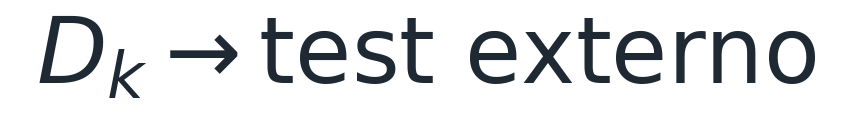 Dₖ → test externo